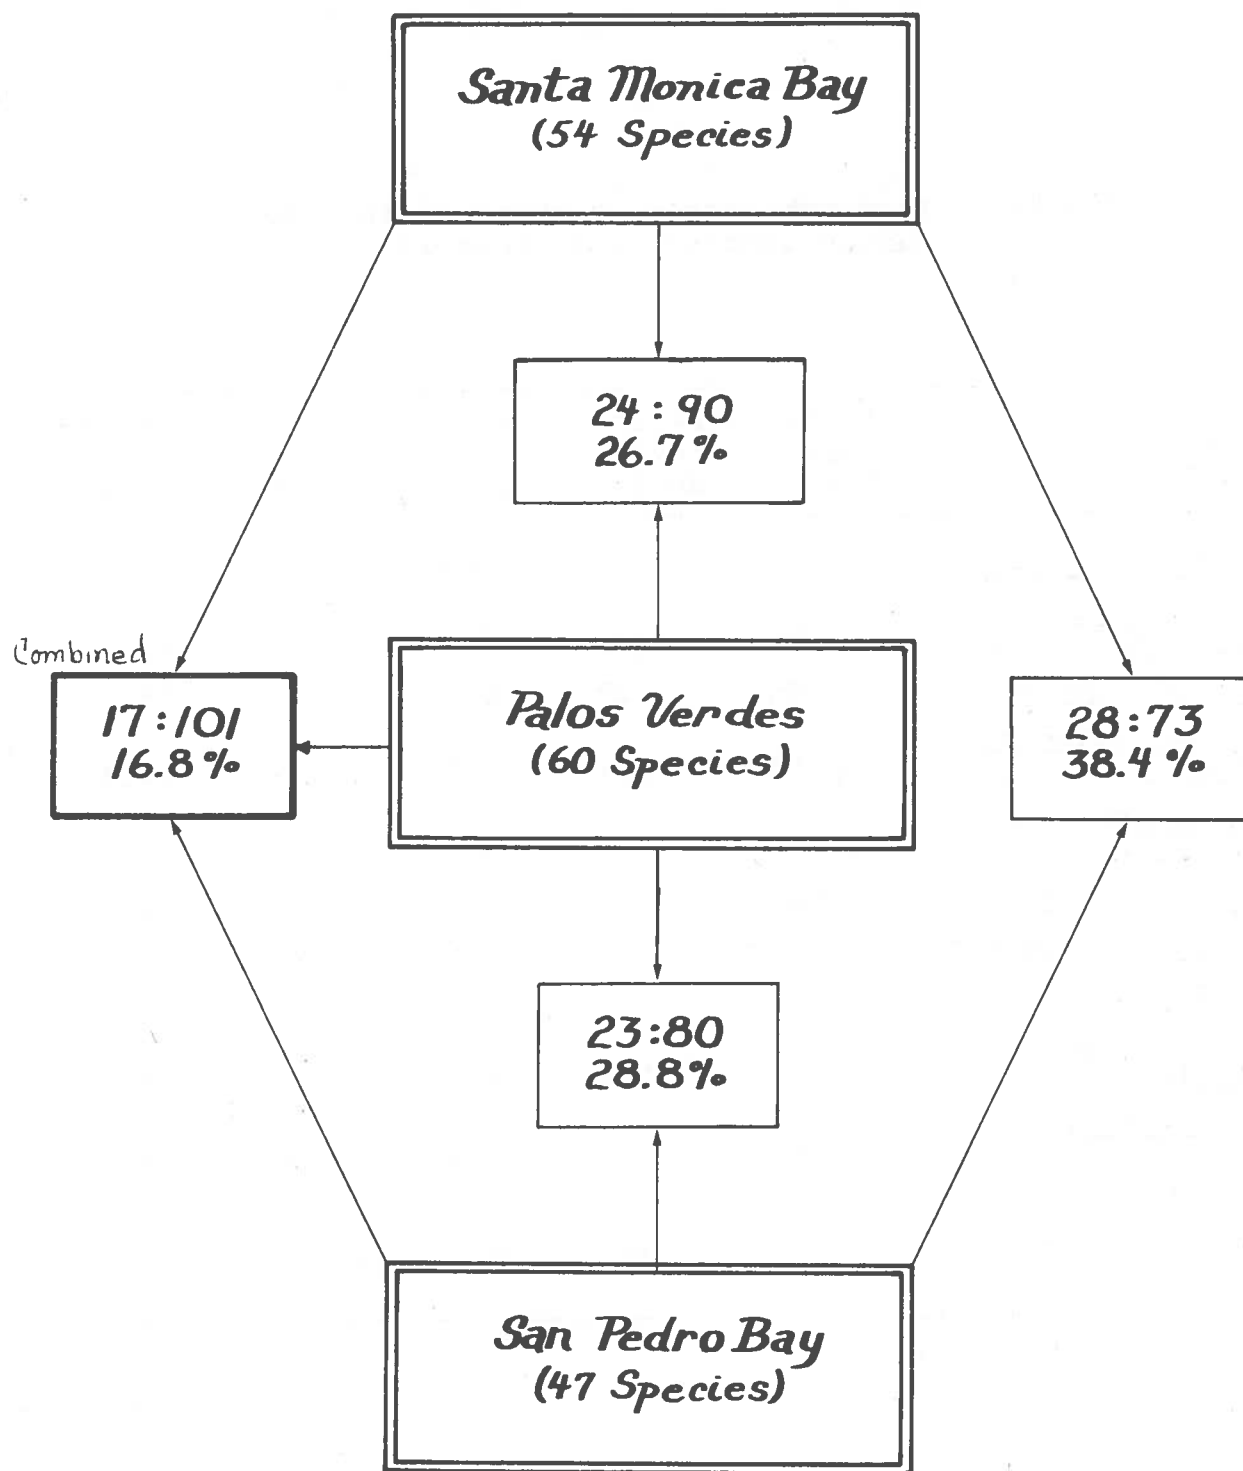 Santa Monica Bay
(54 Species)
24 : 90
26.7%
Combined
17:101
16.8%
Palos Verdes
(60 Species)
28:73
38.4%
23:80
28.8%
San Pedro Bay
(47 Species)